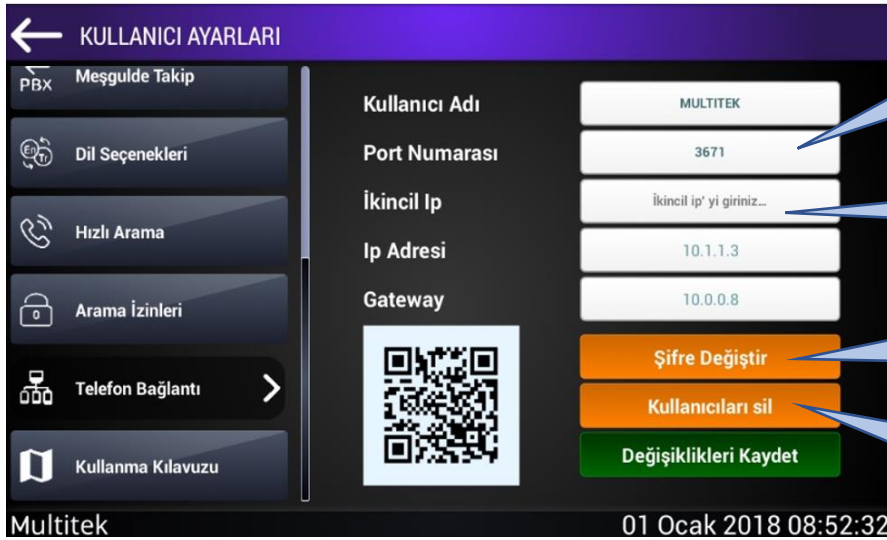 KULLANICI AYARLARI
PBX
Meşgulde Takip
En
Tr
Dil Seçenekleri
Hızlı Arama
Arama İzinleri
Telefon Bağlantı
Kullanma Kılavuzu
Kullanıcı Adı
MULTITEK
Port Numarası
3671
İkincil Ip
İkincil ip' yi giriniz...
Ip Adresi
10.1.1.3
Gateway
10.0.0.8
Şifre Değiştir
Kullanıcıları sil
Değişiklikleri Kaydet
Multitek
01 Ocak 2018 08:52:32